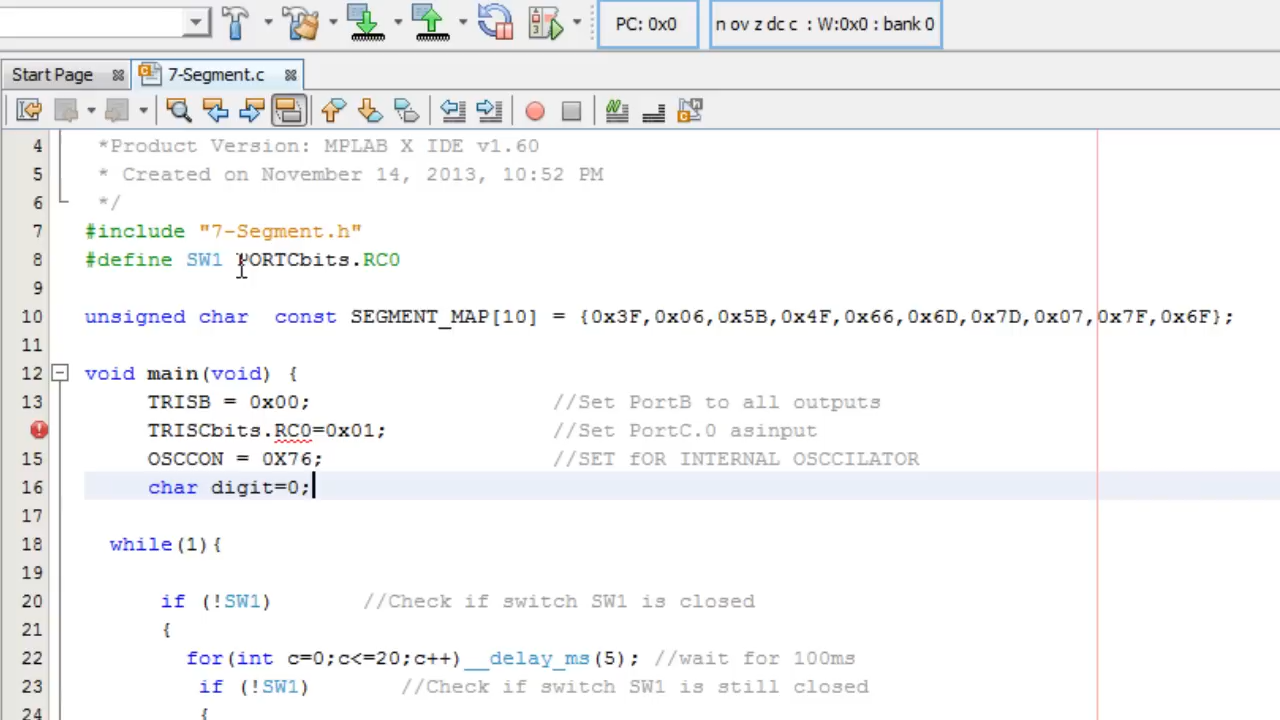 PC: 0x0
n ov z dc c : W:0x0 : bank 0
Start Page
7-Segment.c
4 *Product Version: MPLAB X IDE v1.60
5 * Created on November 14, 2013, 10:52 PM
6 */
7 #include "7-Segment.h"
8 #define SW1 PORTCbits.RC0
9
10 unsigned char const SEGMENT_MAP[10] = {0x3F,0x06,0x5B,0x4F,0x66,0x6D,0x7D,0x07,0x7F,0x6F};
11
12 void main(void) {
13 TRISB = 0x00; //Set PortB to all outputs
TRISCbits.RC0=0x01; //Set PortC.0 asinput
15 OSCCON = 0X76; //SET fOR INTERNAL OSCCILATOR
16 char digit=0;
17
18 while(1){
19
20 if (!SW1) //Check if switch SW1 is closed
21 {
22 for(int c=0;c<=20;c++)__delay_ms(5); //wait for 100ms
23 if (!SW1) //Check if switch SW1 is still closed
24 {